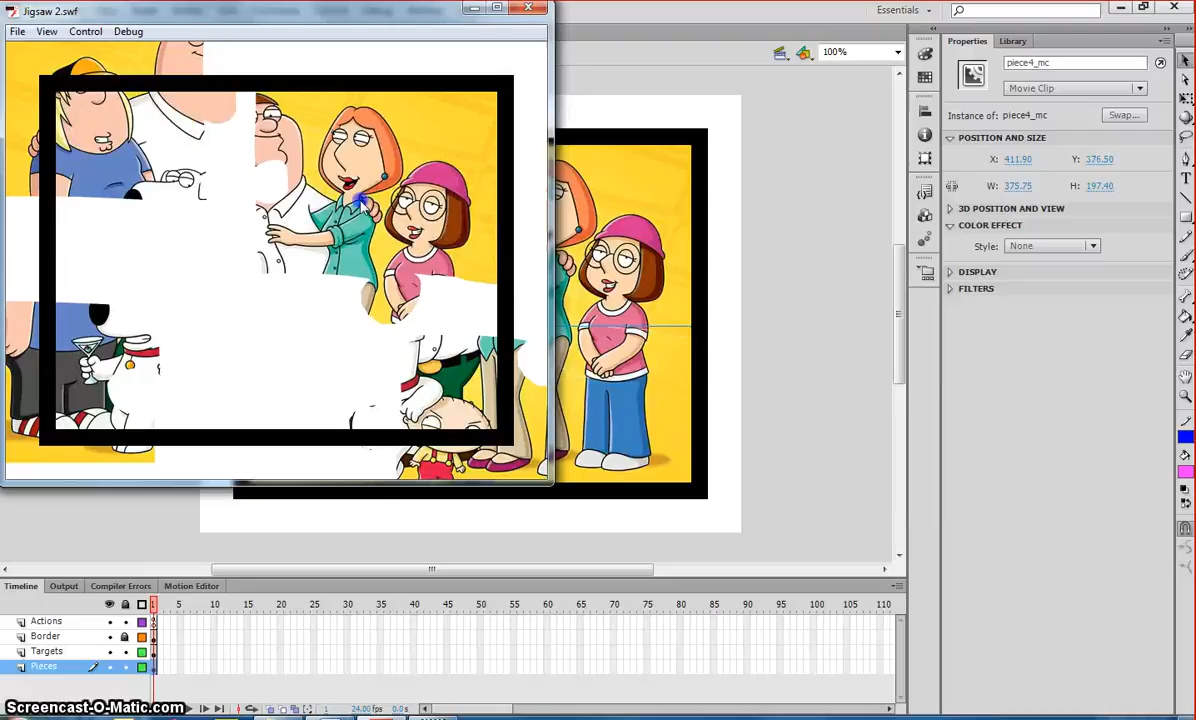 Jigsaw 2.swf
File View Control Debug
Essentials
100%
Properties Library
piece4_mc
Movie Clip
Instance of: piece4_mc Swap...
POSITION AND SIZE
X: 411.90 Y: 376.50
W: 375.75 H: 197.40
3D POSITION AND VIEW
COLOR EFFECT
Style: None
DISPLAY
FILTERS
Timeline Output Compiler Errors Motion Editor
1 5 10 15 20 25 30 35 40 45 50 55 60 65 70 75 80 85 90 95 100 105 110
Actions
Border
Targets
Pieces
1 24.00 fps 0.0 s
Screencast-O-Matic.com